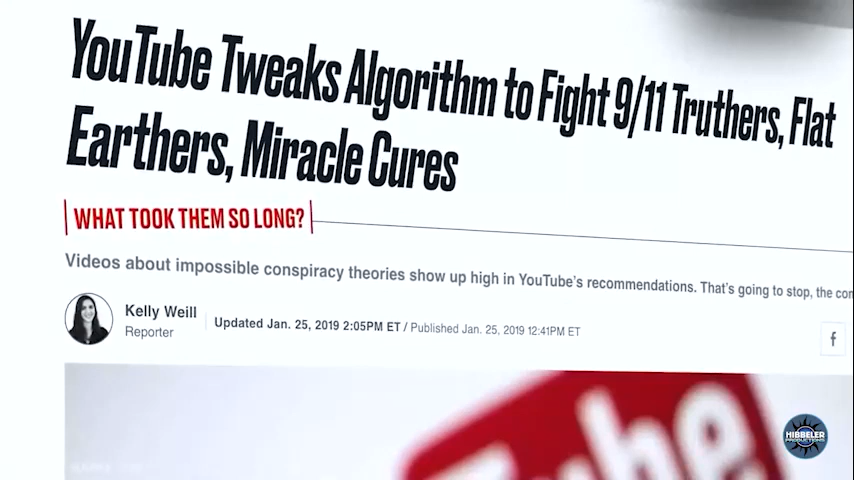 YouTube Tweaks Algorithm to Fight 9/11 Truthers, Flat
Earthers, Miracle Cures
WHAT TOOK THEM SO LONG?
Videos about impossible conspiracy theories show up high in YouTube's recommendations. That's going to stop, the
Kelly Weill
Reporter
Updated Jan. 25, 2019 2:05PM ET / Published Jan. 25, 2019 12:41PM ET
f
Tube
HIBBELER
PRODUCTIONS